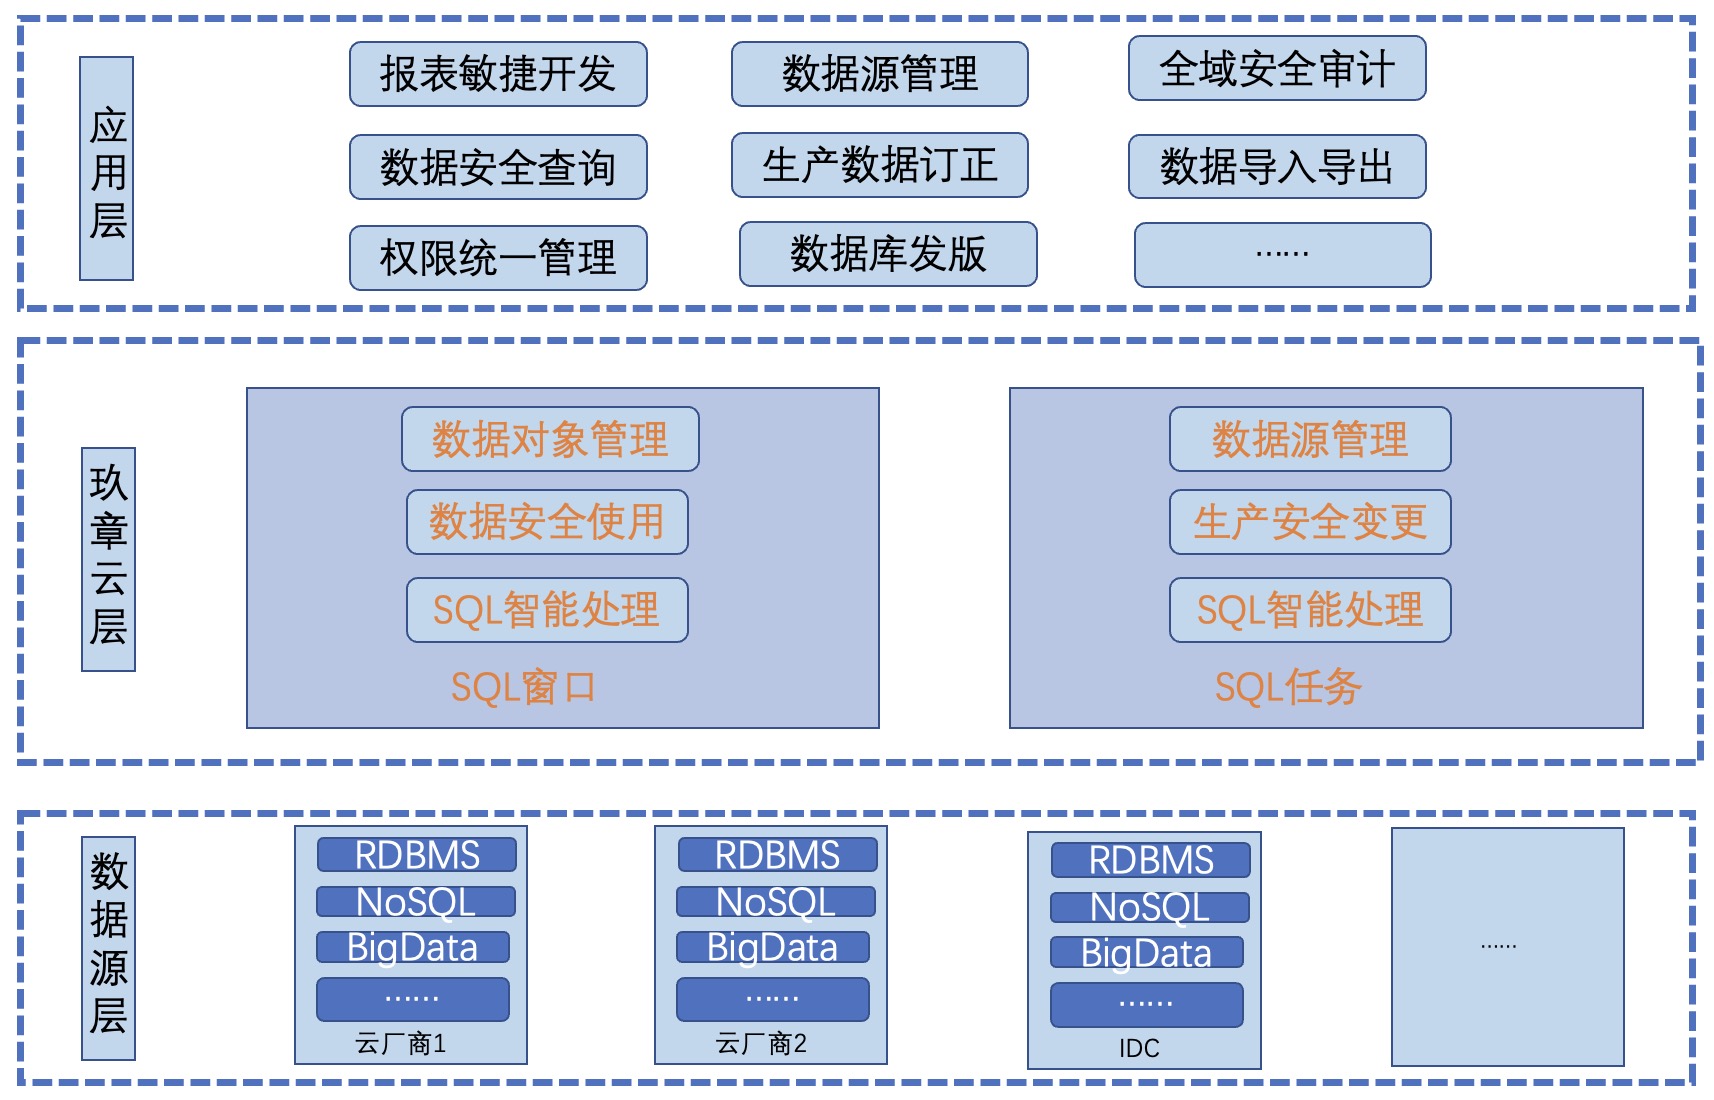 应用层
报表敏捷开发
数据源管理
全域安全审计
数据安全查询
生产数据订正
数据导入导出
权限统一管理
数据库发版
……
玖章云层
数据对象管理
数据安全使用
SQL智能处理
SQL窗口
数据源管理
生产安全变更
SQL智能处理
SQL任务
数据源层
RDBMS
NoSQL
BigData
……
云厂商1
RDBMS
NoSQL
BigData
……
云厂商2
RDBMS
NoSQL
BigData
……
IDC
……